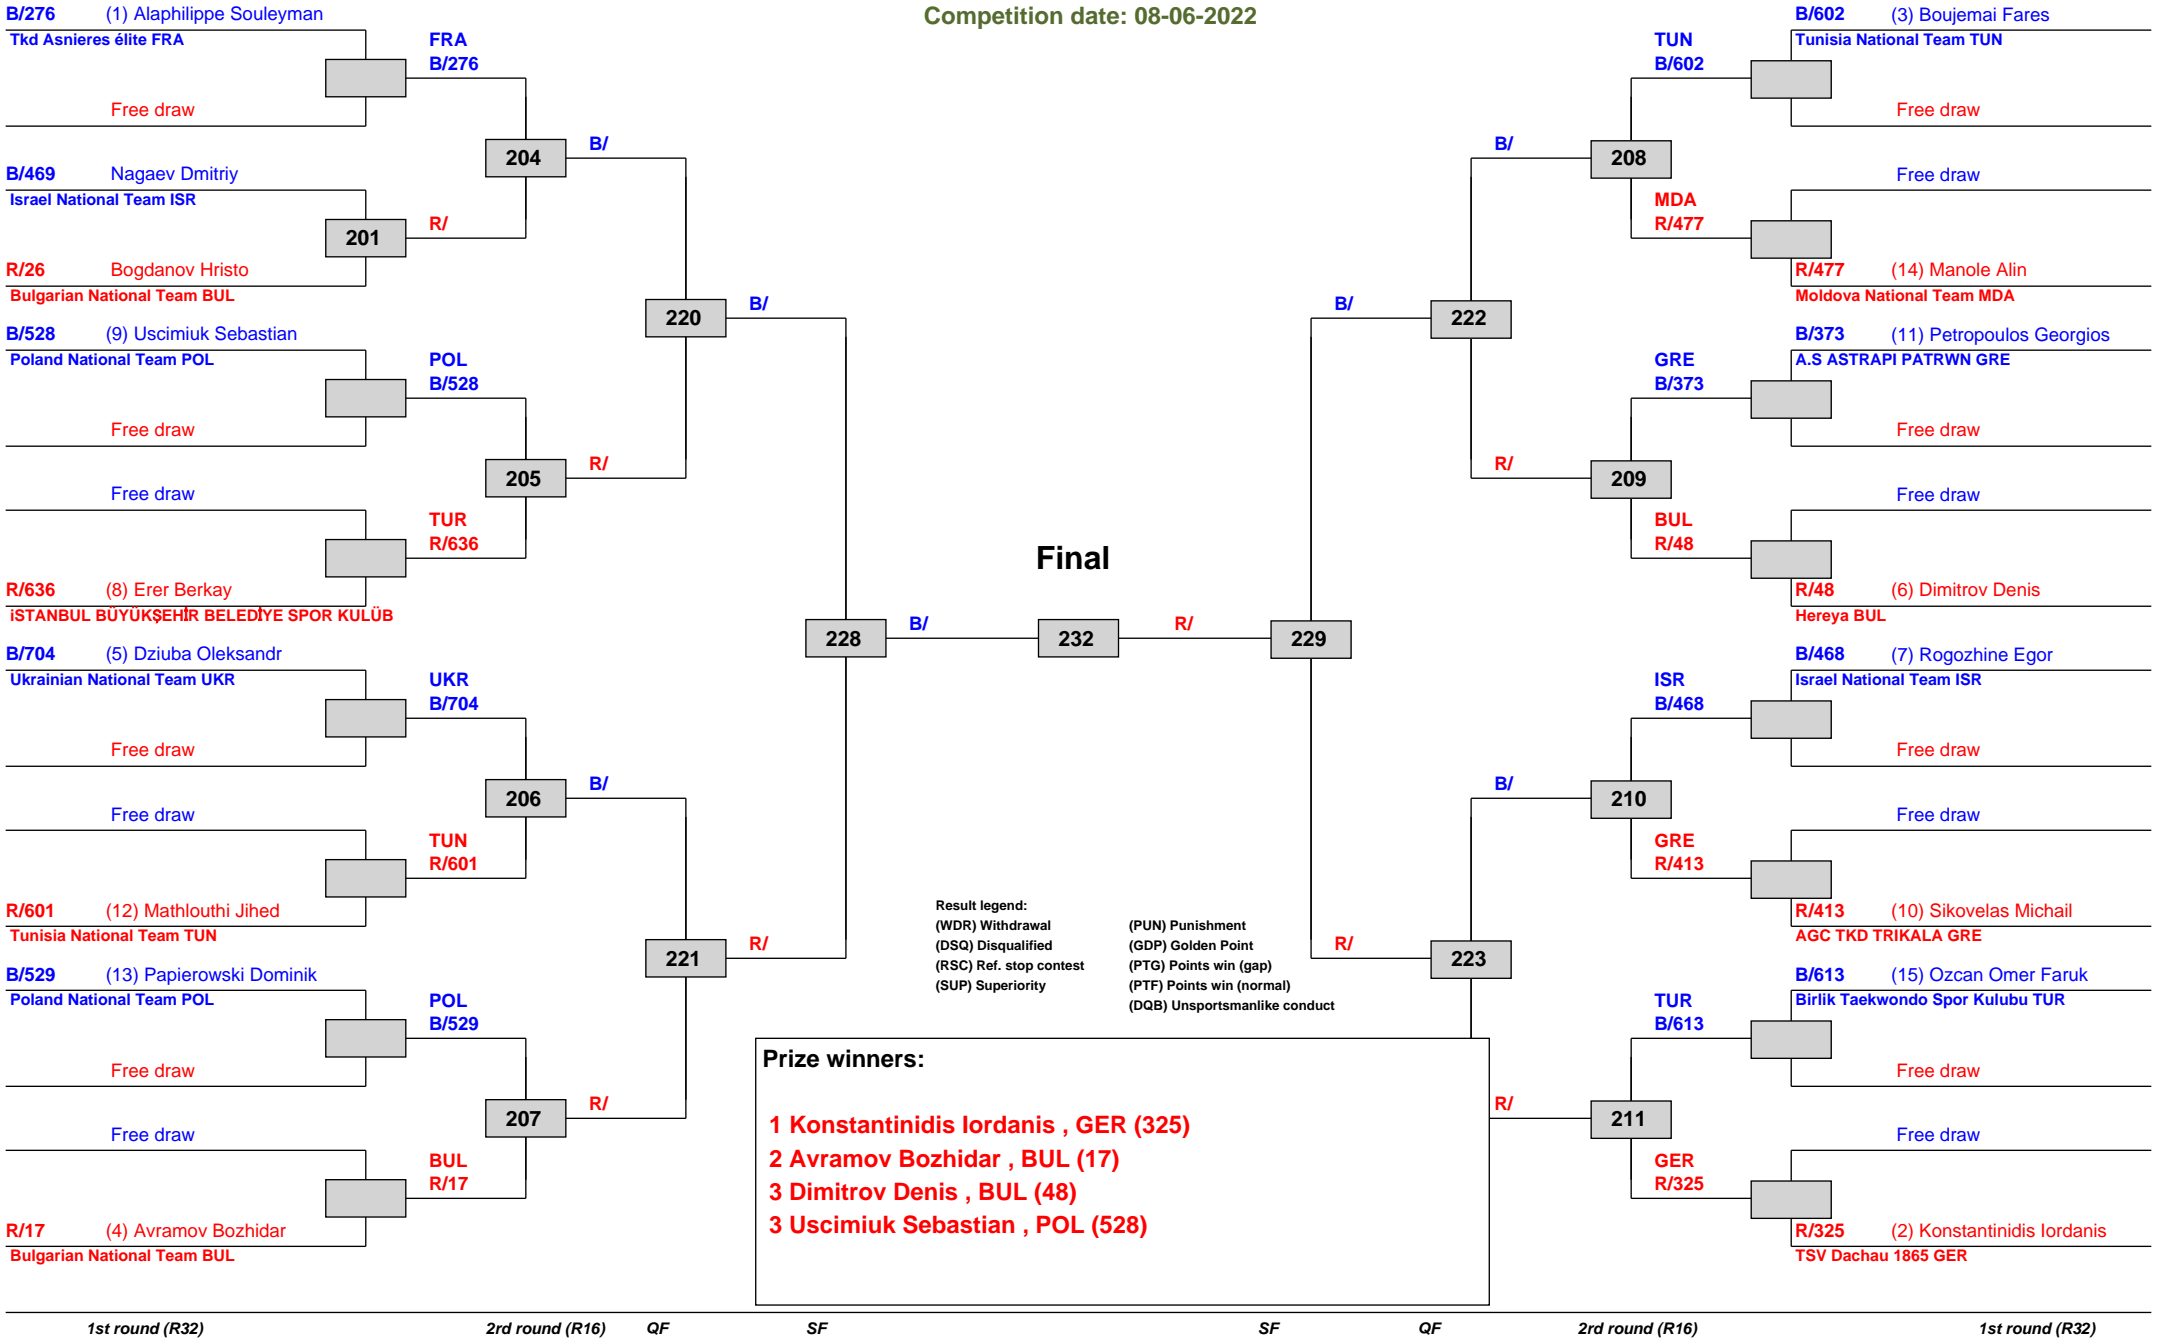 Competition date: 08-06-2022
B/276 (1) Alaphilippe Souleyman
Tkd Asnieres élite FRA
FRA
B/276
Free draw
204
B/
B/469 Nagaev Dmitriy
Israel National Team ISR
201
R/
R/26 Bogdanov Hristo
Bulgarian National Team BUL
220
B/
B/528 (9) Uscimiuk Sebastian
Poland National Team POL
POL
B/528
Free draw
205
R/
Free draw
TUR
R/636
R/636 (8) Erer Berkay
iSTANBUL BÜYÜKŞEHİR BELEDİYE SPOR KULÜB
228
B/
B/704 (5) Dziuba Oleksandr
Ukrainian National Team UKR
UKR
B/704
Free draw
206
B/
Free draw
TUN
R/601
R/601 (12) Mathlouthi Jihed
Tunisia National Team TUN
221
R/
B/529 (13) Papierowski Dominik
Poland National Team POL
POL
B/529
Free draw
207
R/
Free draw
BUL
R/17
R/17 (4) Avramov Bozhidar
Bulgarian National Team BUL
Final
232
R/
229
B/602 (3) Boujemai Fares
Tunisia National Team TUN
TUN
B/602
Free draw
B/
208
Free draw
MDA
R/477
R/477 (14) Manole Alin
Moldova National Team MDA
B/
222
B/373 (11) Petropoulos Georgios
A.S ASTRAPI PATRWN GRE
GRE
B/373
Free draw
R/
209
Free draw
BUL
R/48
R/48 (6) Dimitrov Denis
Hereya BUL
B/468 (7) Rogozhine Egor
Israel National Team ISR
ISR
B/468
Free draw
B/
210
Free draw
GRE
R/413
R/413 (10) Sikovelas Michail
AGC TKD TRIKALA GRE
R/
223
B/613 (15) Ozcan Omer Faruk
Birlik Taekwondo Spor Kulubu TUR
TUR
B/613
Free draw
R/
211
Free draw
GER
R/325
R/325 (2) Konstantinidis Iordanis
TSV Dachau 1865 GER
Result legend:
(WDR) Withdrawal (PUN) Punishment
(DSQ) Disqualified (GDP) Golden Point
(RSC) Ref. stop contest (PTG) Points win (gap)
(SUP) Superiority (PTF) Points win (normal)
(DQB) Unsportsmanlike conduct
Prize winners:
1 Konstantinidis Iordanis , GER (325)
2 Avramov Bozhidar , BUL (17)
3 Dimitrov Denis , BUL (48)
3 Uscimiuk Sebastian , POL (528)
1st round (R32) 2rd round (R16) QF SF SF QF 2rd round (R16) 1st round (R32)